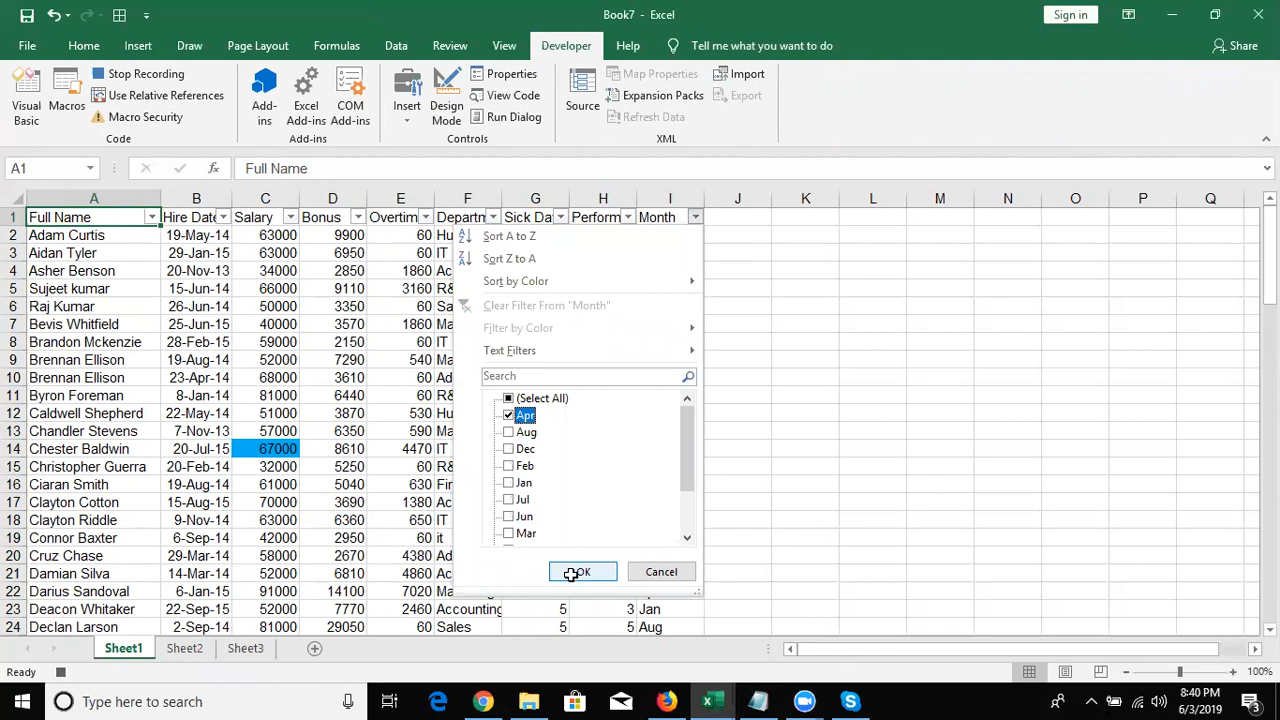 Book7 - Excel
Sign in
File Home Insert Draw Page Layout Formulas Data Review View Developer Help Tell me what you want to do Share
Visual Basic
Macros
Stop Recording
Use Relative References
Macro Security
Code
Add-ins
Excel Add-ins
COM Add-ins
Add-ins
Insert
Design Mode
Properties
View Code
Run Dialog
Controls
Source
Map Properties
Expansion Packs
Refresh Data
Import
Export
XML
A1 fx Full Name
A B C D E F G H I J K L M N O P Q
1 Full Name Hire Date Salary Bonus Overtim Departm Sick Da Perform Month
2 Adam Curtis 19-May-14 63000 9900 60 Hu
3 Aidan Tyler 29-Jan-15 63000 6950 60 IT
4 Asher Benson 20-Nov-13 34000 2850 1860 Ac
5 Sujeet kumar 15-Jun-14 66000 9110 3160 R&
6 Raj Kumar 26-Jun-14 50000 3350 60 Sa
7 Bevis Whitfield 25-Jun-15 40000 3570 1860 Ma
8 Brandon Mckenzie 28-Feb-15 59000 2150 60 IT
9 Brennan Ellison 19-Aug-14 52000 7290 540 Ma
10 Brennan Ellison 23-Apr-14 68000 3610 60 Ad
11 Byron Foreman 8-Jan-14 81000 6440 60 R&
12 Caldwell Shepherd 22-May-14 51000 3870 530 Hu
13 Chandler Stevens 7-Nov-13 57000 6350 590 Ma
14 Chester Baldwin 20-Jul-15 67000 8610 4470 IT
15 Christopher Guerra 20-Feb-14 32000 5250 60 R&
16 Ciaran Smith 19-Aug-14 61000 5040 630 Fin
17 Clayton Cotton 15-Aug-15 70000 3690 1380 Ac
18 Clayton Riddle 9-Nov-14 63000 6360 650 IT
19 Connor Baxter 6-Sep-14 42000 2950 60 it
20 Cruz Chase 29-Mar-14 58000 2670 4380 Ad
21 Damian Silva 14-Mar-14 52000 6810 4860 Ac
22 Darius Sandoval 6-Jan-15 91000 14100 7020 Ma
23 Deacon Whitaker 22-Sep-15 52000 7770 2460 Accounting 5 3 Jan
24 Declan Larson 2-Sep-14 81000 29050 60 Sales 5 5 Aug
Sort A to Z
Sort Z to A
Sort by Color
Clear Filter From "Month"
Filter by Color
Text Filters
Search
(Select All)
Apr
Aug
Dec
Feb
Jan
Jul
Jun
Mar
OK Cancel
Sheet1 Sheet2 Sheet3
Ready 100%
Type here to search
8:40 PM
6/3/2019
3